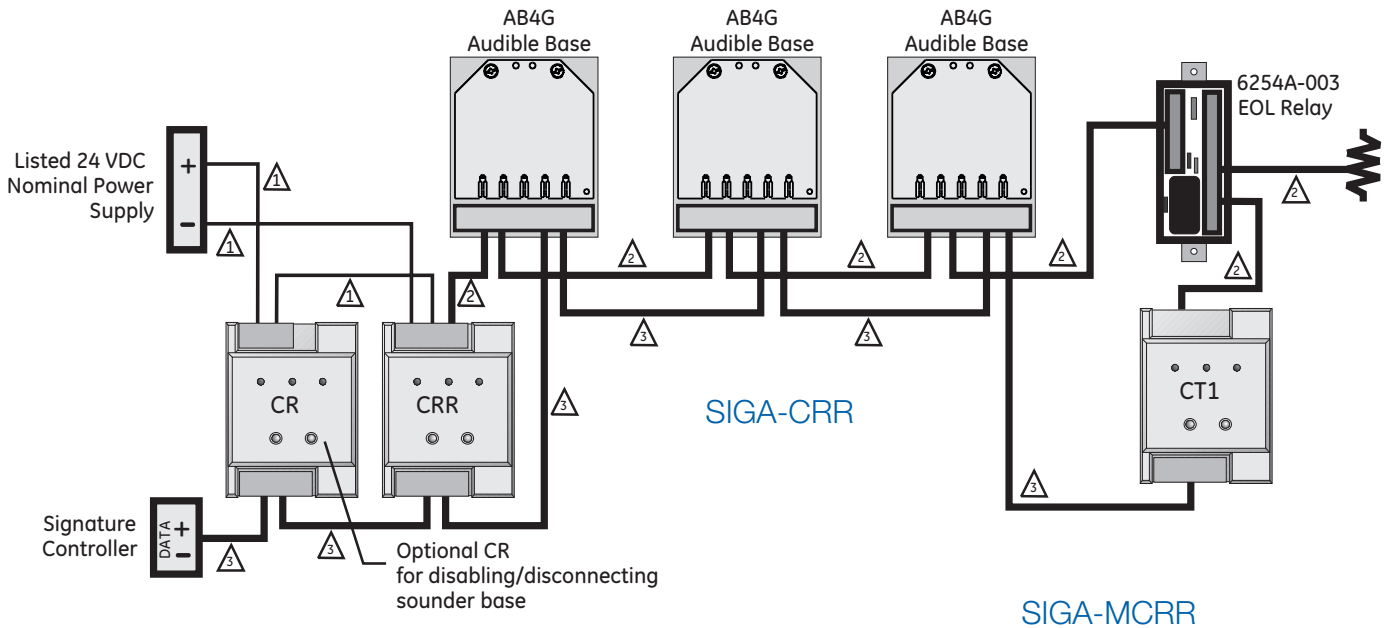 AB4G
Audible Base
AB4G
Audible Base
AB4G
Audible Base
6254A-003
EOL Relay
Listed 24 VDC
Nominal Power
Supply
+
−
1
1
1
2
2
2
2
2
2
3
3
3
CR
CRR
CT1
SIGA-CRR
3
Signature
Controller
DATA
+
−
3
3
Optional CR
for disabling/disconnecting
sounder base
SIGA-MCRR